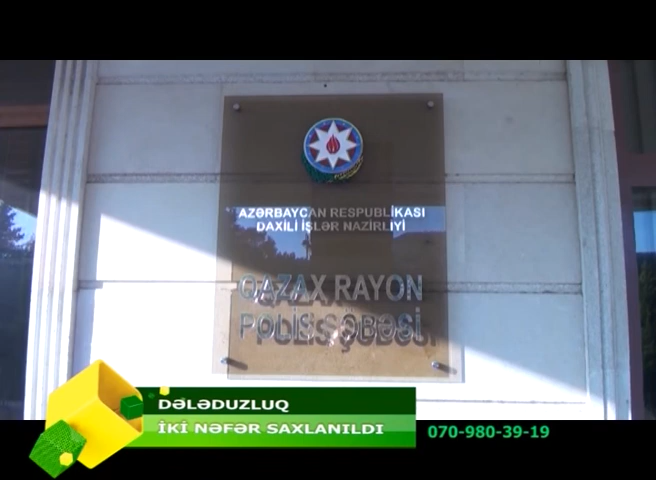 AZƏRBAYCAN RESPUBLİKASI
DAXİLİ İŞLƏR NAZİRLİYİ
QAZAX RAYON
POLİS ŞÖBƏSİ
DƏLƏDUZLUQ
İKİ NƏFƏR SAXLANILDI
070-980-39-19